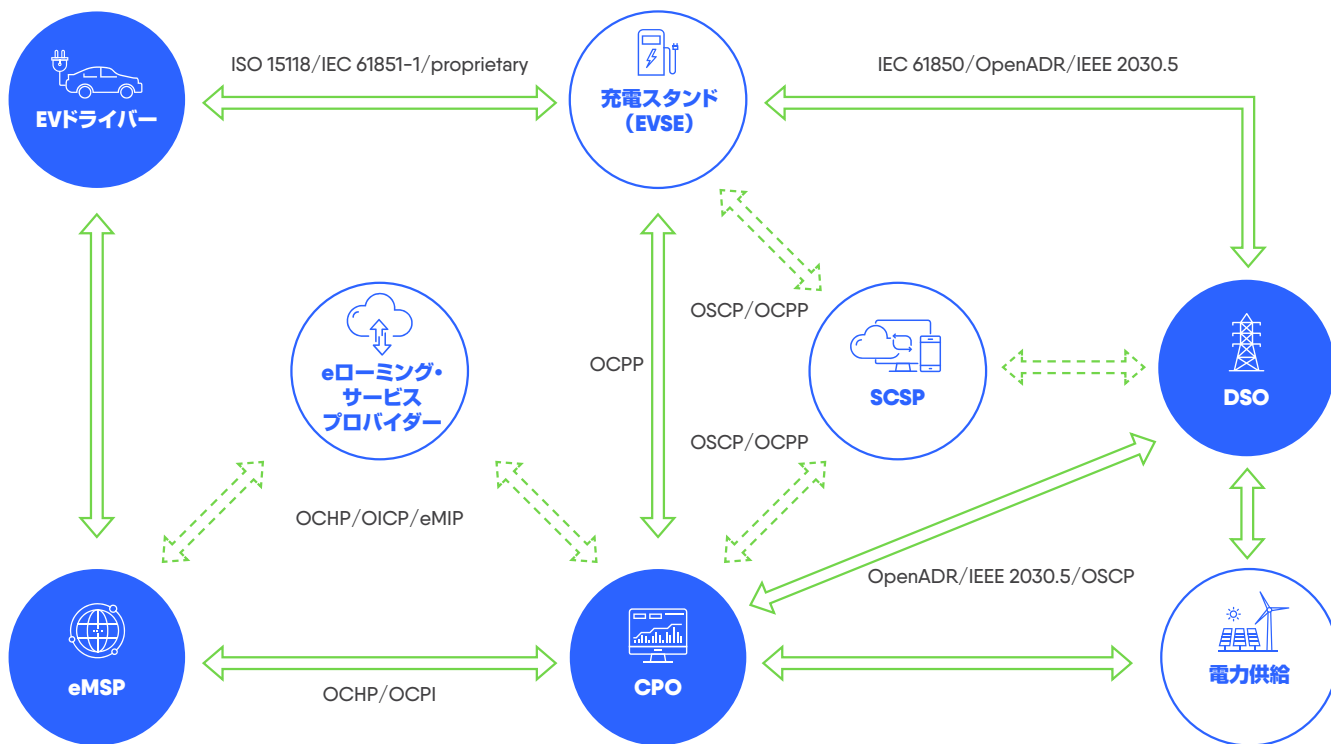 ISO 15118/IEC 61851-1/proprietary
IEC 61850/OpenADR/IEEE 2030.5
EVドライバー
充電スタンド
（EVSE）
OSCP/OCPP
OCPP
eローミング・
サービス
プロバイダー
SCSP
DSO
OSCP/OCPP
OCHP/OICP/eMIP
OpenADR/IEEE 2030.5/OSCP
eMSP
OCHP/OCPI
CPO
電力供給